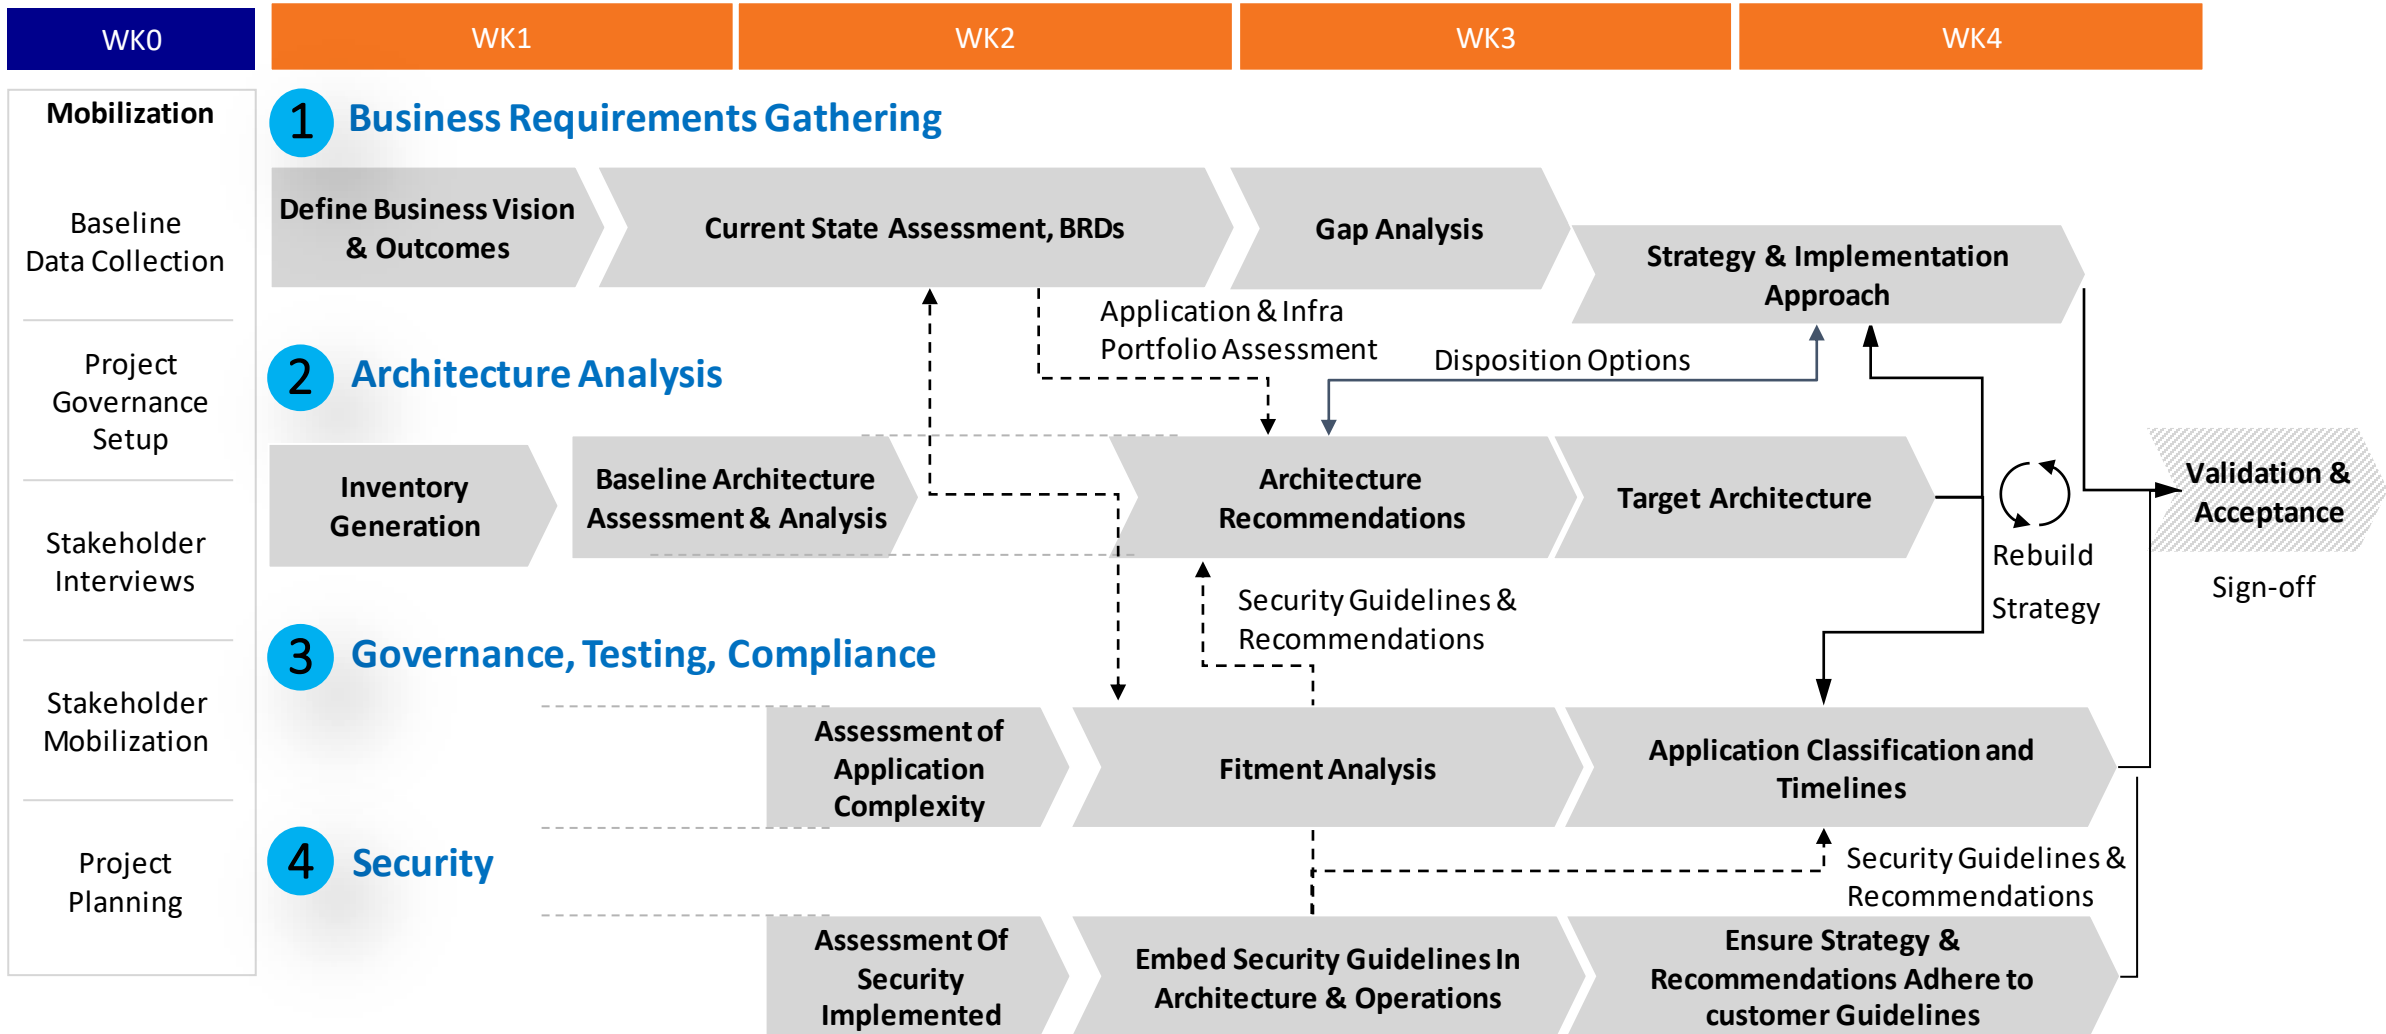 WK0
WK1
WK2
WK3
WK4
Mobilization
Baseline
Data Collection
Project
Governance
Setup
Stakeholder
Interviews
Stakeholder
Mobilization
Project
Planning
1
Business Requirements Gathering
Define Business Vision
& Outcomes
Current State Assessment, BRDs
Gap Analysis
Strategy & Implementation
Approach
Application & Infra
Portfolio Assessment
Disposition Options
2
Architecture Analysis
Inventory
Generation
Baseline Architecture
Assessment & Analysis
Architecture
Recommendations
Target Architecture
Rebuild
Strategy
Validation &
Acceptance
Sign-off
Security Guidelines &
Recommendations
3
Governance, Testing, Compliance
Assessment of
Application
Complexity
Fitment Analysis
Application Classification and
Timelines
4
Security
Security Guidelines &
Recommendations
Assessment Of
Security
Implemented
Embed Security Guidelines In
Architecture & Operations
Ensure Strategy &
Recommendations Adhere to
customer Guidelines